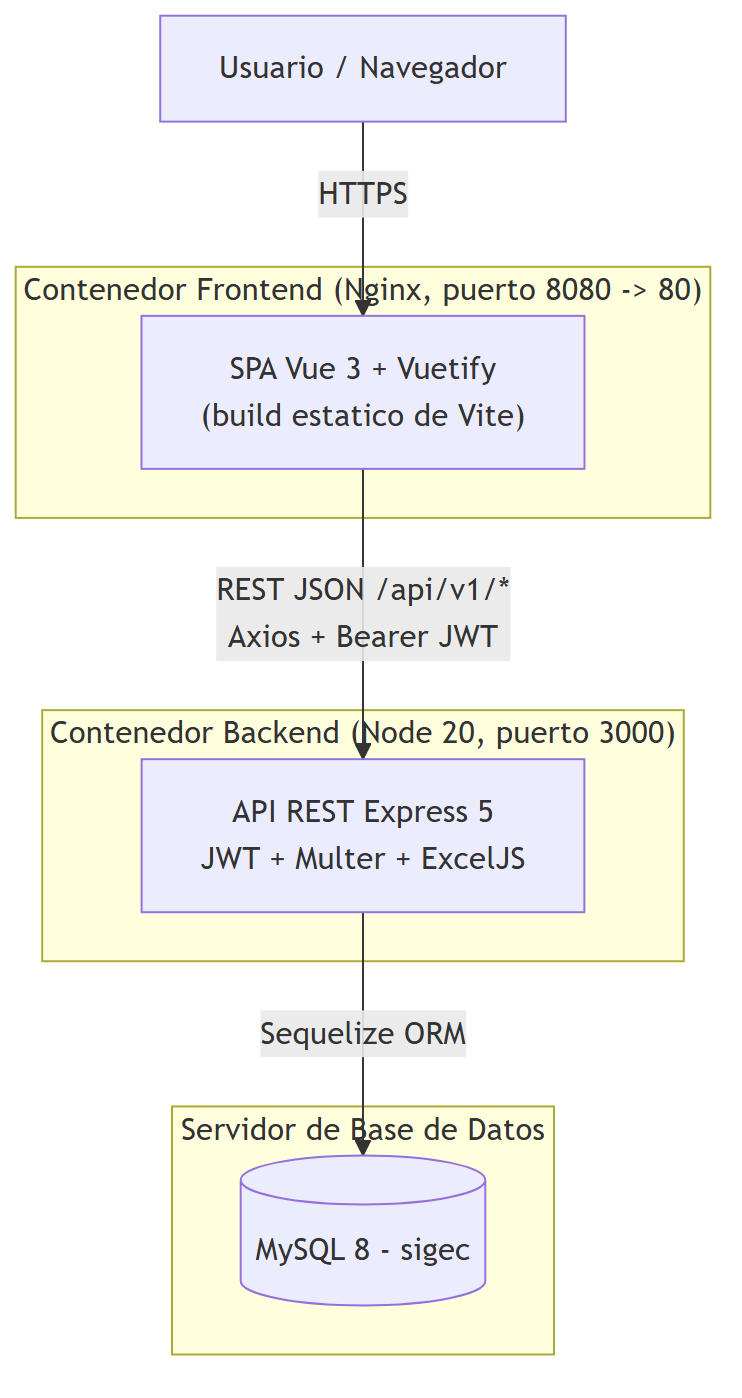 Usuario / Navegador
HTTPS
Contenedor Frontend (Nginx, puerto 8080 -> 80)
SPA Vue 3 + Vuetify
(build estatico de Vite)
REST JSON /api/v1/*
Axios + Bearer JWT
Contenedor Backend (Node 20, puerto 3000)
API REST Express 5
JWT + Multer + ExcelJS
Sequelize ORM
Servidor de Base de Datos
MySQL 8 - sigec